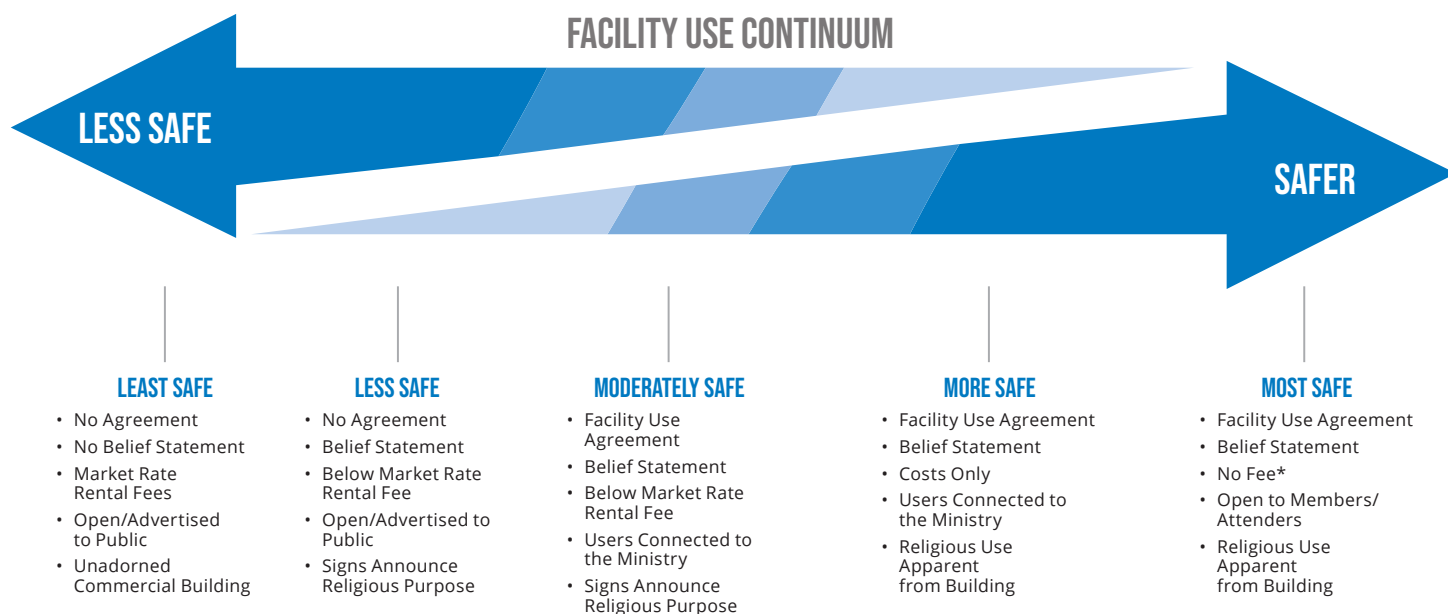 FACILITY USE CONTINUUM
LESS SAFE
SAFER
LEAST SAFE
• No Agreement
• No Belief Statement
• Market Rate
Rental Fees
• Open/Advertised
to Public
• Unadorned
Commercial Building
LESS SAFE
• No Agreement
• Belief Statement
• Below Market Rate
Rental Fee
• Open/Advertised to
Public
• Signs Announce
Religious Purpose
MODERATELY SAFE
• Facility Use
Agreement
• Belief Statement
• Below Market Rate
Rental Fee
• Users Connected to
the Ministry
• Signs Announce
Religious Purpose
MORE SAFE
• Facility Use Agreement
• Belief Statement
• Costs Only
• Users Connected to
the Ministry
• Religious Use
Apparent
from Building
MOST SAFE
• Facility Use Agreement
• Belief Statement
• No Fee*
• Open to Members/
Attenders
• Religious Use
Apparent
from Building